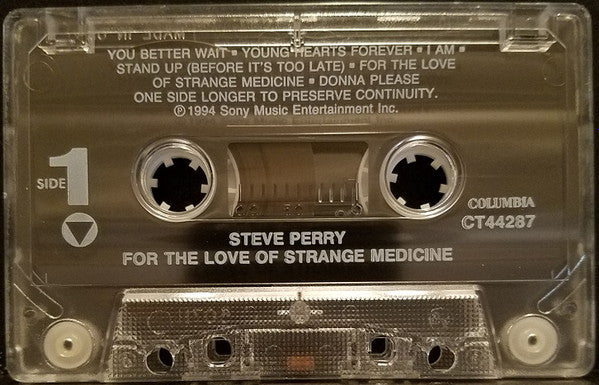 MADE IN
YOU BETTER WAIT • YOUNG HEARTS FOREVER • I AM •
STAND UP (BEFORE IT'S TOO LATE) • FOR THE LOVE
OF STRANGE MEDICINE • DONNA PLEASE
ONE SIDE LONGER TO PRESERVE CONTINUITY.
℗1994 Sony Music Entertainment Inc.
SIDE 1
COLUMBIA
CT44287
STEVE PERRY
FOR THE LOVE OF STRANGE MEDICINE